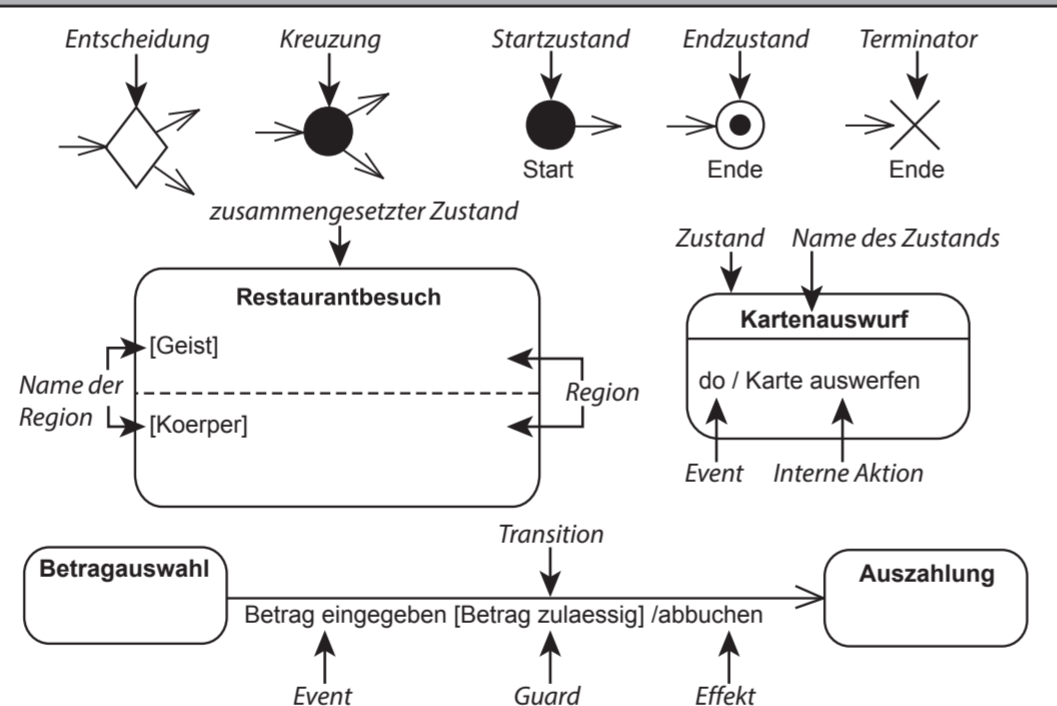 Entscheidung
Kreuzung
Startzustand
Endzustand
Terminator
Start
Ende
Ende
zusammengesetzter Zustand
Zustand
Name des Zustands
Restaurantbesuch
Kartenauswurf
[Geist]
do / Karte auswerfen
Name der
Region
Region
[Koerper]
Event
Interne Aktion
Transition
Betragauswahl
Auszahlung
Betrag eingegeben [Betrag zulaessig] /abbuchen
Event
Guard
Effekt